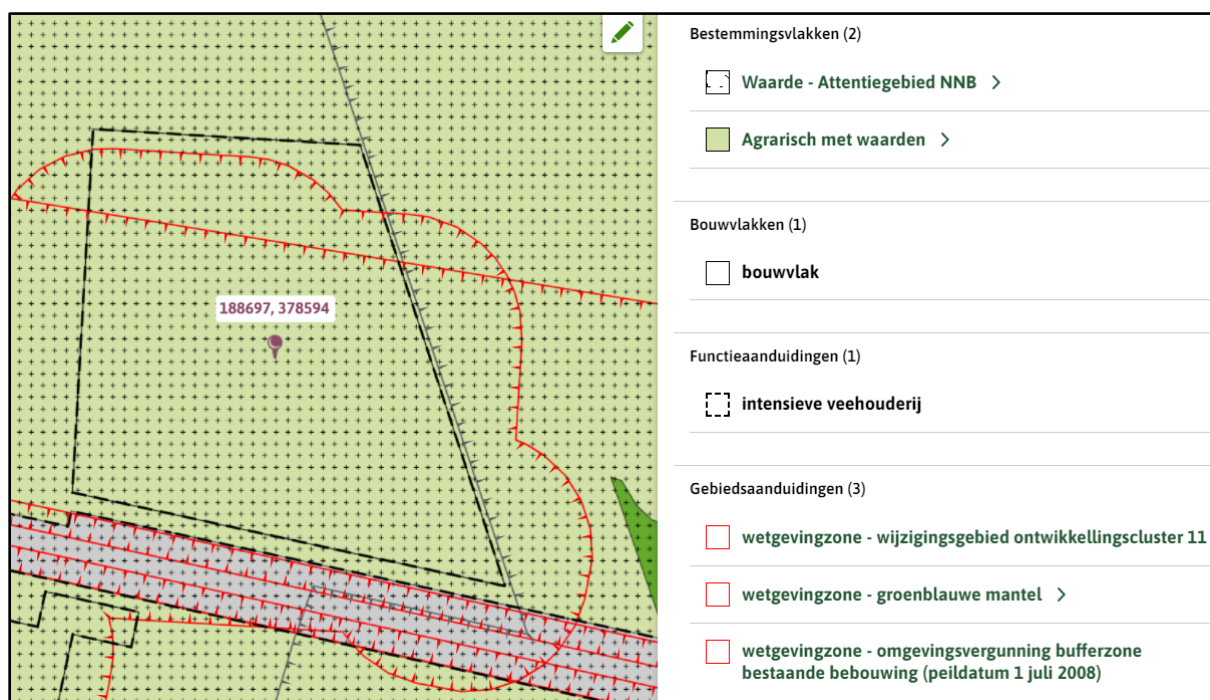 188697, 378594
Bestemmingsvlakken (2)
Waarde - Attentiegebied NNB
Agrarisch met waarden
Bouwvlakken (1)
bouwvlak
Functieaanduidingen (1)
intensieve veehouderij
Gebiedsaanduidingen (3)
wetgevingzone - wijzigingsgebied ontwikkellingscluster 11
wetgevingzone - groenblauwe mantel
wetgevingzone - omgevingsvergunning bufferzone
bestaande bebouwing (peildatum 1 juli 2008)